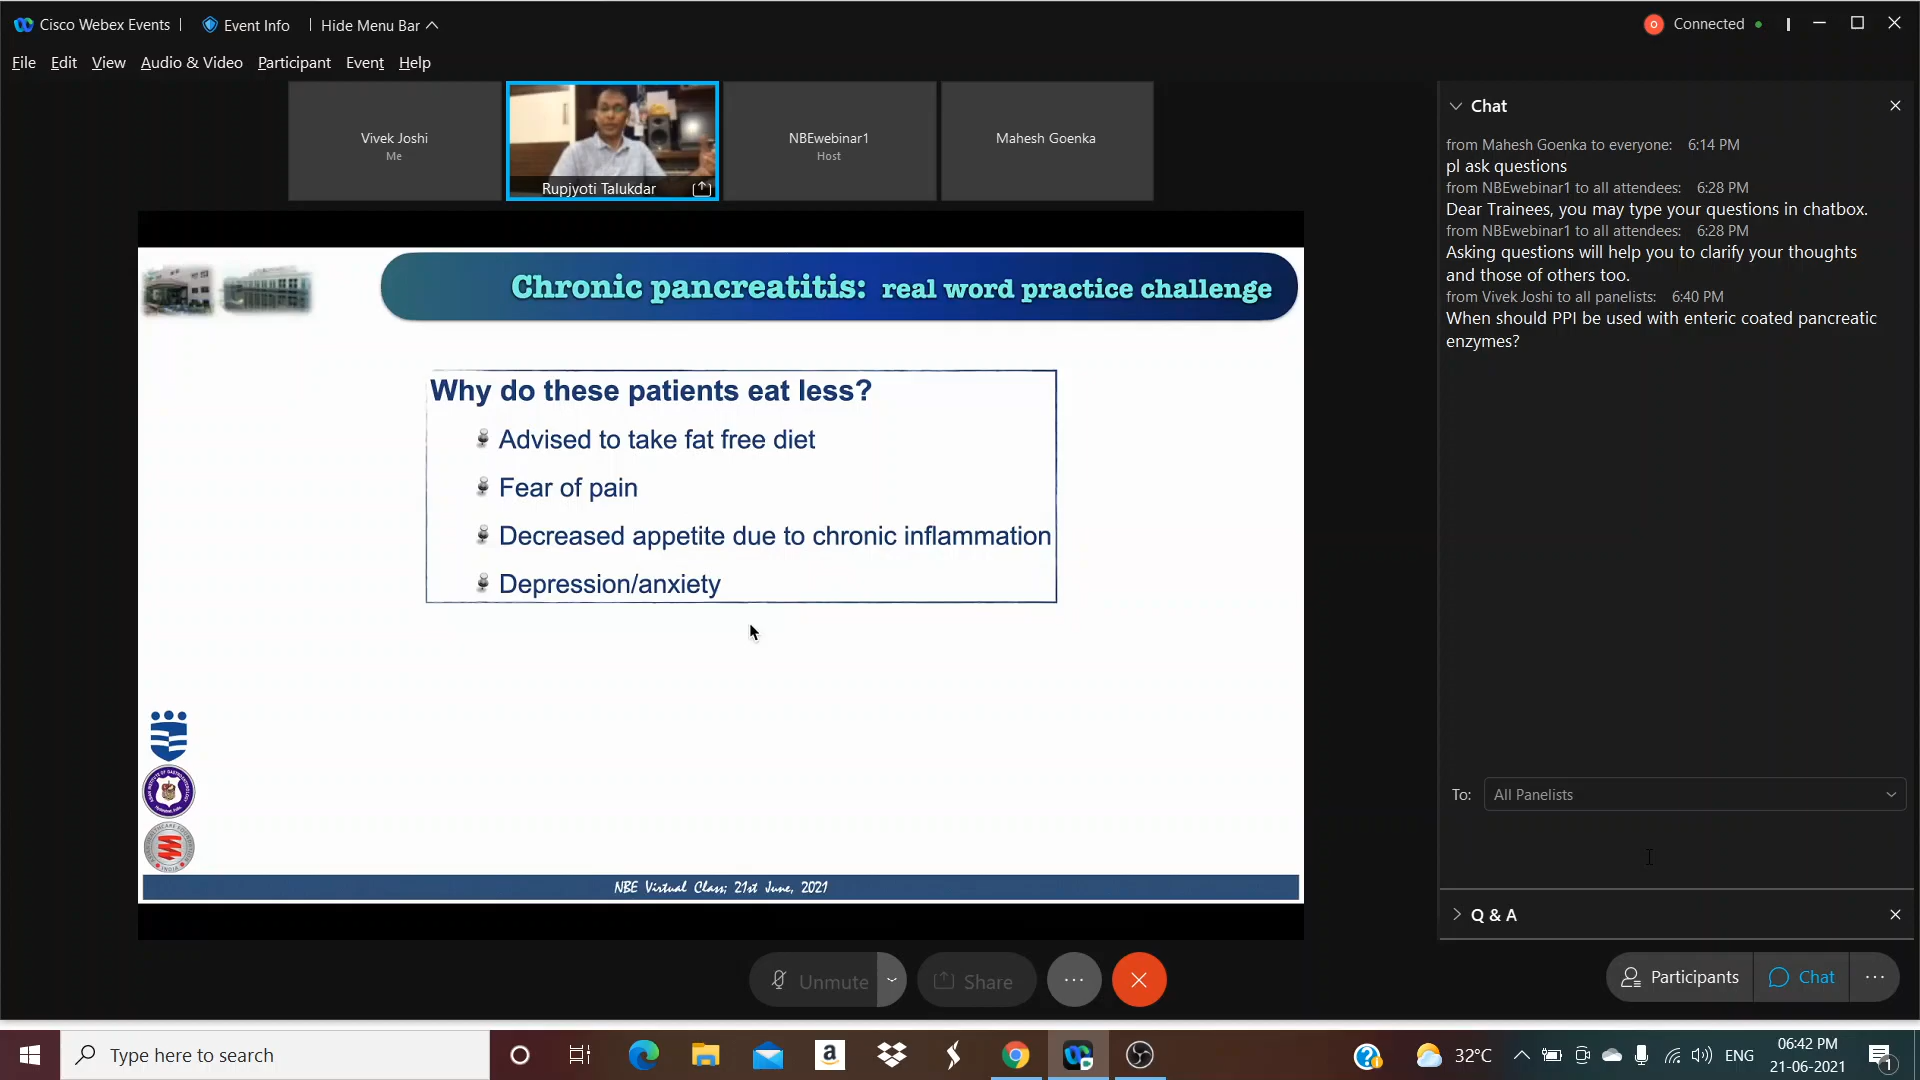 Cisco Webex Events
Event Info
Hide Menu Bar
Connected
File Edit View Audio & Video Participant Event Help
Vivek Joshi
Me
Rupjyoti Talukdar
NBEwebinar1
Host
Mahesh Goenka
Chronic pancreatitis: real word practice challenge
Why do these patients eat less?
Advised to take fat free diet
Fear of pain
Decreased appetite due to chronic inflammation
Depression/anxiety
NBE Virtual Class; 21st June, 2021
Chat
from Mahesh Goenka to everyone: 6:14 PM
pl ask questions
from NBEwebinar1 to all attendees: 6:28 PM
Dear Trainees, you may type your questions in chatbox.
from NBEwebinar1 to all attendees: 6:28 PM
Asking questions will help you to clarify your thoughts
and those of others too.
from Vivek Joshi to all panelists: 6:40 PM
When should PPI be used with enteric coated pancreatic
enzymes?
To: All Panelists
Q & A
Unmute
Share
Participants
Chat
Type here to search
32°C
ENG
06:42 PM
21-06-2021
1